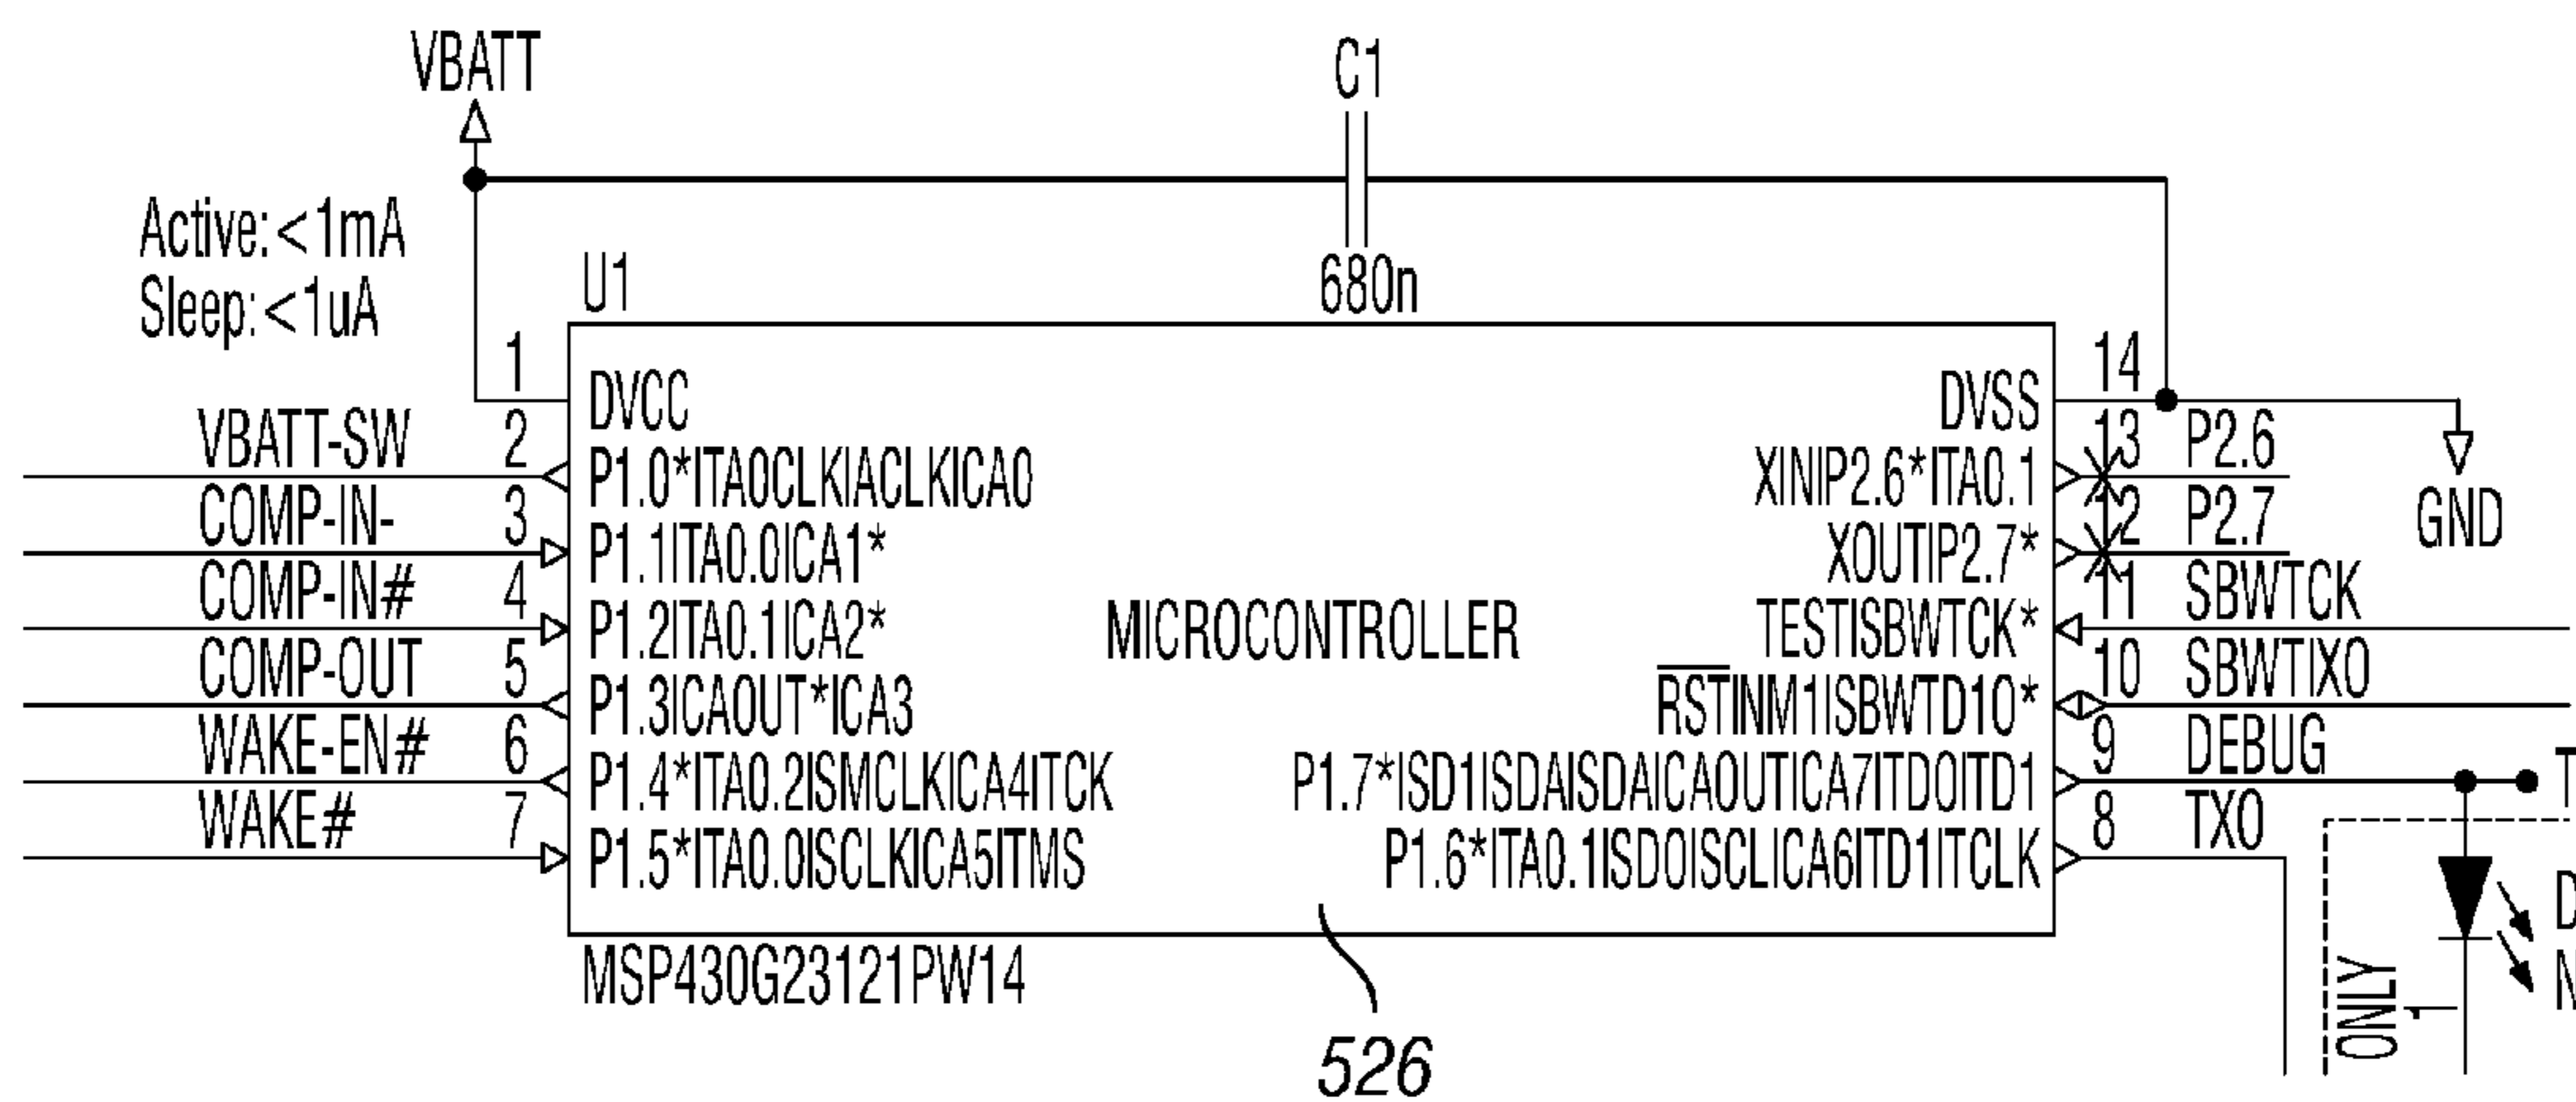 VBATT
C1
680n
Active:<1mA
Sleep:<1uA
U1
1
DVCC
VBATT-SW 2
P1.0*ITA0CLKIACLKICA0
COMP-IN- 3
P1.1ITA0.0ICA1*
COMP-IN# 4
P1.2ITA0.1ICA2*
COMP-OUT 5
P1.3ICAOUT*ICA3
WAKE-EN# 6
P1.4*ITA0.2ISMCLKICA4ITCK
WAKE# 7
P1.5*ITA0.0ISCLKICA5ITMS
MICROCONTROLLER
14
DVSS
13 P2.6
XINIP2.6*ITA0.1
12 P2.7
XOUTIP2.7*
11 SBWTCK
TESTISBWTCK*
10 SBWTIXO
RSTINM1ISBWTD1O*
9 DEBUG
P1.7*ISD1ISDAISDAICAOUTICA7ITDOITD1
8 TXO
P1.6*ITA0.1ISDOISCLICA6ITD1ITCLK
GND
T
D
N
ONLY
MSP430G23121PW14
526